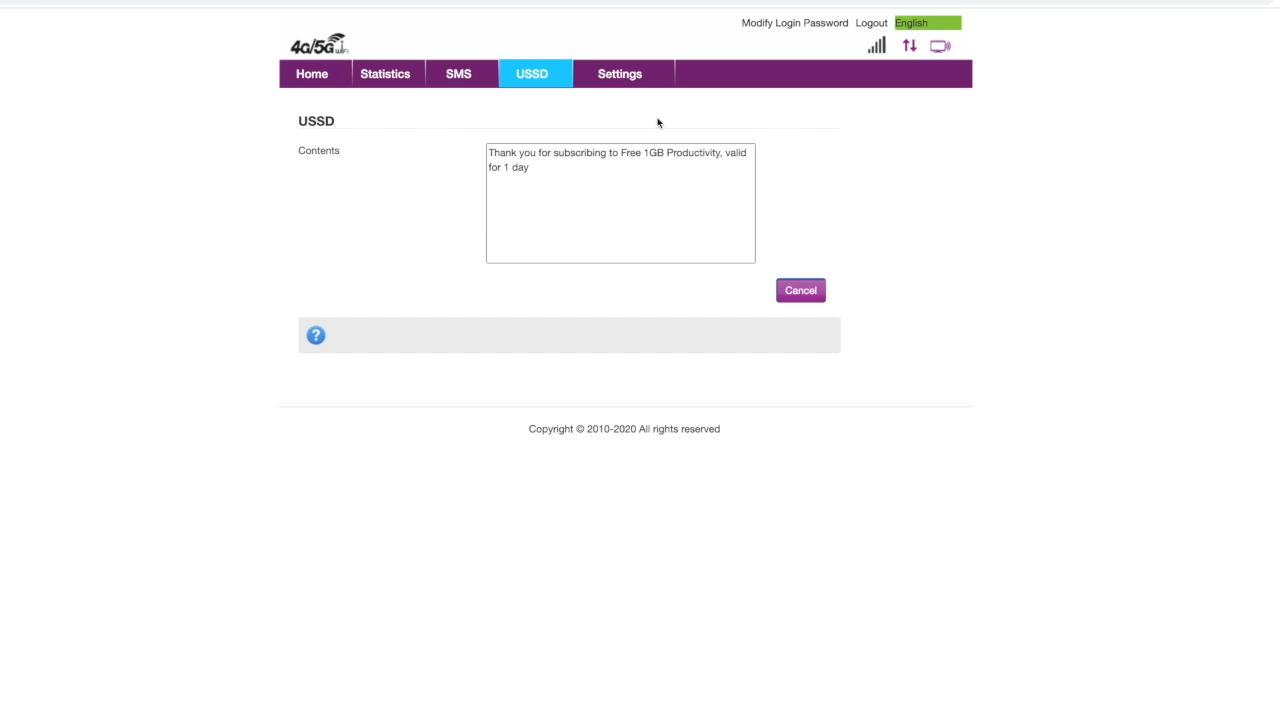 Modify Login Password Logout English
4G/5G WiFi
Home Statistics SMS USSD Settings
USSD
Contents
Thank you for subscribing to Free 1GB Productivity, valid
for 1 day
Cancel
?
Copyright © 2010-2020 All rights reserved